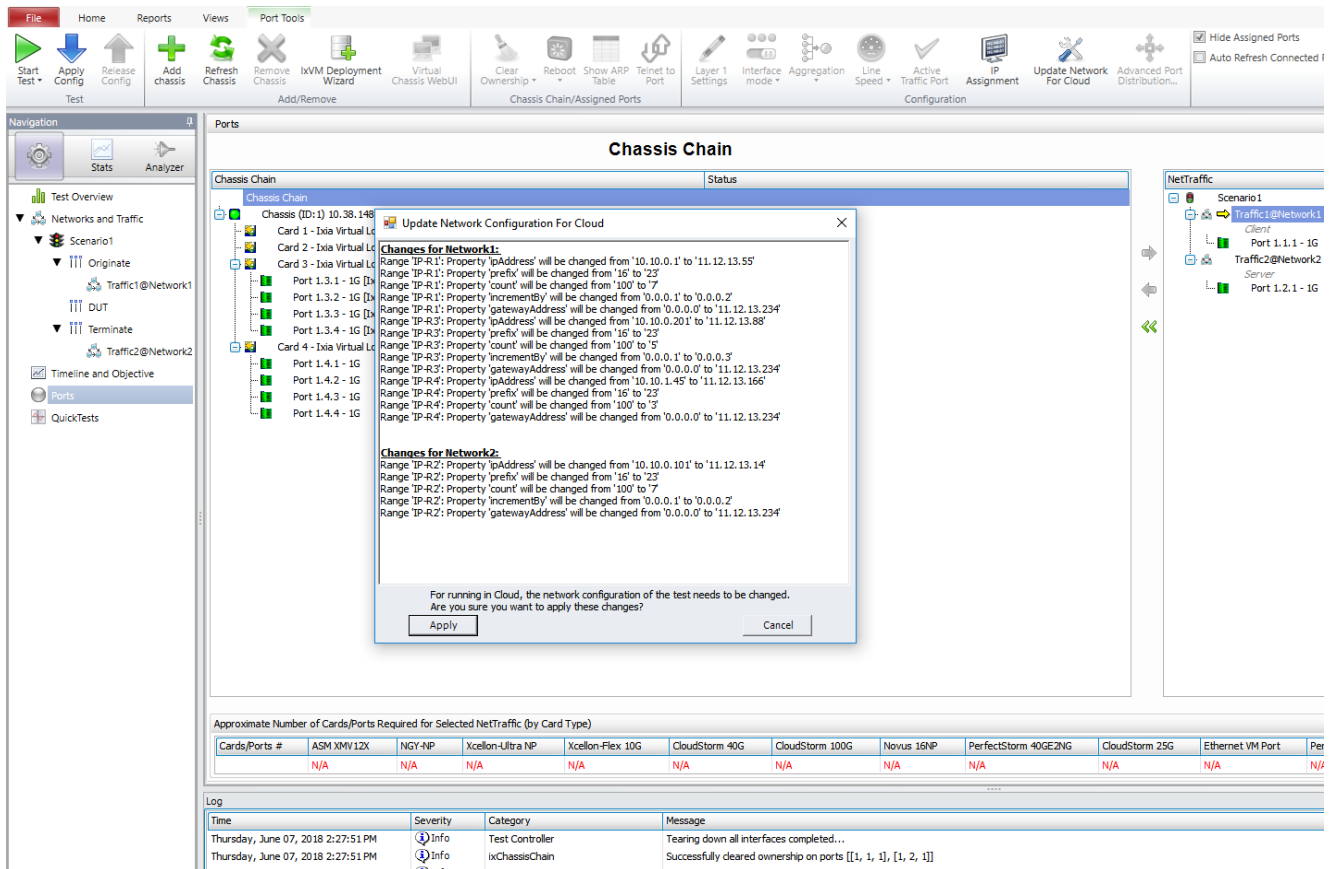 File Home Reports Views Port Tools
Start Test Apply Config Release Config Add chassis Refresh Chassis Remove Chassis IxVM Deployment Wizard Virtual Chassis WebUI Clear Ownership Reboot Show ARP Table Telnet to Port Layer 1 Settings Interface mode Aggregation Line Speed Active Traffic Port IP Assignment Update Network For Cloud Advanced Port Distribution...
Hide Assigned Ports
Auto Refresh Connected
Test Add/Remove Chassis Chain/Assigned Ports Configuration
Navigation
Stats Analyzer
Test Overview
Networks and Traffic
Scenario1
Originate
Traffic1@Network1
DUT
Terminate
Traffic2@Network2
Timeline and Objective
Ports
QuickTests
Ports
Chassis Chain
Chassis Chain Status
Chassis Chain
Chassis (ID:1) 10.38.148
Card 1 - Ixia Virtual
Card 2 - Ixia Virtual
Card 3 - Ixia Virtual
Port 1.3.1 - 1G
Port 1.3.2 - 1G
Port 1.3.3 - 1G
Port 1.3.4 - 1G
Card 4 - Ixia Virtual
Port 1.4.1 - 1G
Port 1.4.2 - 1G
Port 1.4.3 - 1G
Port 1.4.4 - 1G
Update Network Configuration For Cloud
Changes for Network1:
Range 'IP-R1': Property 'ipAddress' will be changed from '10.10.0.1' to '11.12.13.55'
Range 'IP-R1': Property 'prefix' will be changed from '16' to '23'
Range 'IP-R1': Property 'count' will be changed from '100' to '7'
Range 'IP-R1': Property 'incrementBy' will be changed from '0.0.0.1' to '0.0.0.2'
Range 'IP-R1': Property 'gatewayAddress' will be changed from '0.0.0.0' to '11.12.13.234'
Range 'IP-R3': Property 'ipAddress' will be changed from '10.10.0.201' to '11.12.13.88'
Range 'IP-R3': Property 'prefix' will be changed from '16' to '23'
Range 'IP-R3': Property 'count' will be changed from '100' to '5'
Range 'IP-R3': Property 'incrementBy' will be changed from '0.0.0.1' to '0.0.0.3'
Range 'IP-R3': Property 'gatewayAddress' will be changed from '0.0.0.0' to '11.12.13.234'
Range 'IP-R4': Property 'ipAddress' will be changed from '10.10.1.45' to '11.12.13.166'
Range 'IP-R4': Property 'prefix' will be changed from '16' to '23'
Range 'IP-R4': Property 'count' will be changed from '100' to '3'
Range 'IP-R4': Property 'gatewayAddress' will be changed from '0.0.0.0' to '11.12.13.234'
Changes for Network2:
Range 'IP-R2': Property 'ipAddress' will be changed from '10.10.0.101' to '11.12.13.14'
Range 'IP-R2': Property 'prefix' will be changed from '16' to '23'
Range 'IP-R2': Property 'count' will be changed from '100' to '7'
Range 'IP-R2': Property 'incrementBy' will be changed from '0.0.0.1' to '0.0.0.2'
Range 'IP-R2': Property 'gatewayAddress' will be changed from '0.0.0.0' to '11.12.13.234'
For running in Cloud, the network configuration of the test needs to be changed.
Are you sure you want to apply these changes?
Apply Cancel
NetTraffic
Scenario1
Traffic1@Network1
Client
Port 1.1.1 - 1G
Traffic2@Network2
Server
Port 1.2.1 - 1G
Approximate Number of Cards/Ports Required for Selected NetTraffic (by Card Type)
Cards/Ports # ASM XMV12X NGY-NP Xcellon-Ultra NP Xcellon-Flex 10G CloudStorm 40G CloudStorm 100G Novus 16NP PerfectStorm 40GE2NG CloudStorm 25G Ethernet VM Port
N/A N/A N/A N/A N/A N/A N/A N/A N/A N/A
Log
Time Severity Category Message
Thursday, June 07, 2018 2:27:51 PM Info Test Controller Tearing down all interfaces completed...
Thursday, June 07, 2018 2:27:51 PM Info ixChassisChain Successfully cleared ownership on ports [[1, 1, 1], [1, 2, 1]]